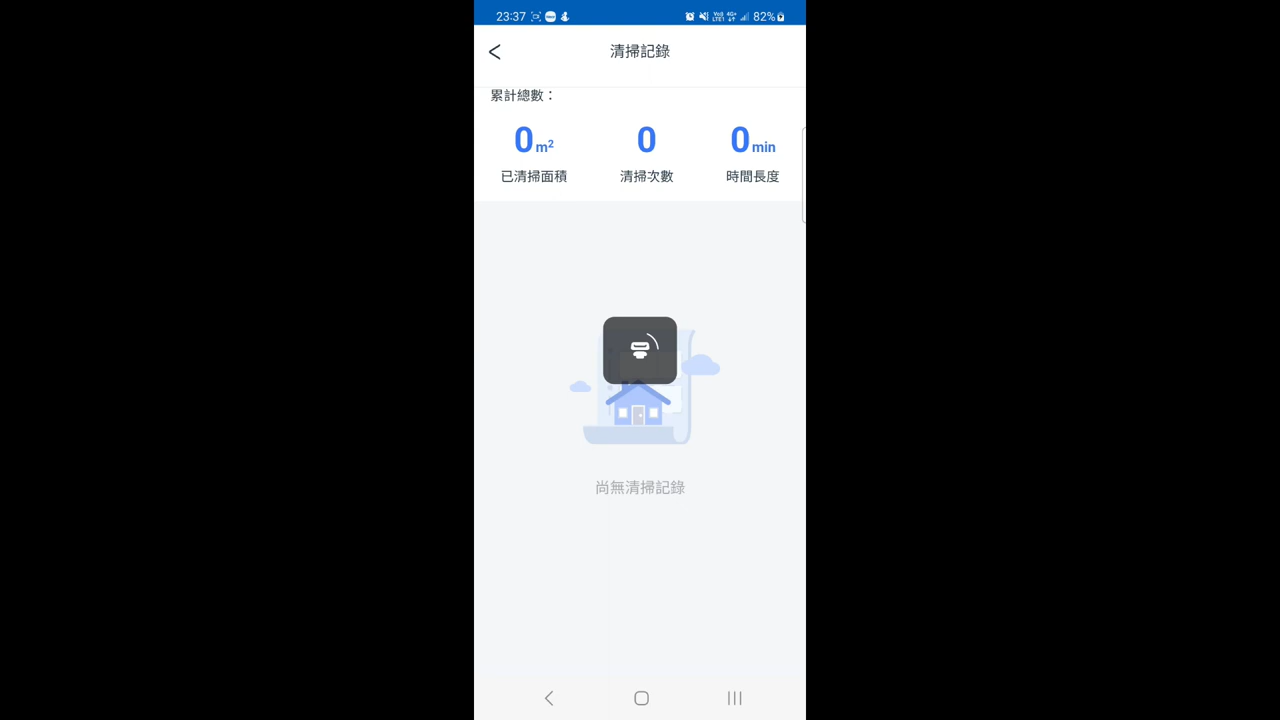 23:37
82%
清掃記錄
累計總數：
0m² 0 0min
已清掃面積 清掃次數 時間長度
尚無清掃記錄